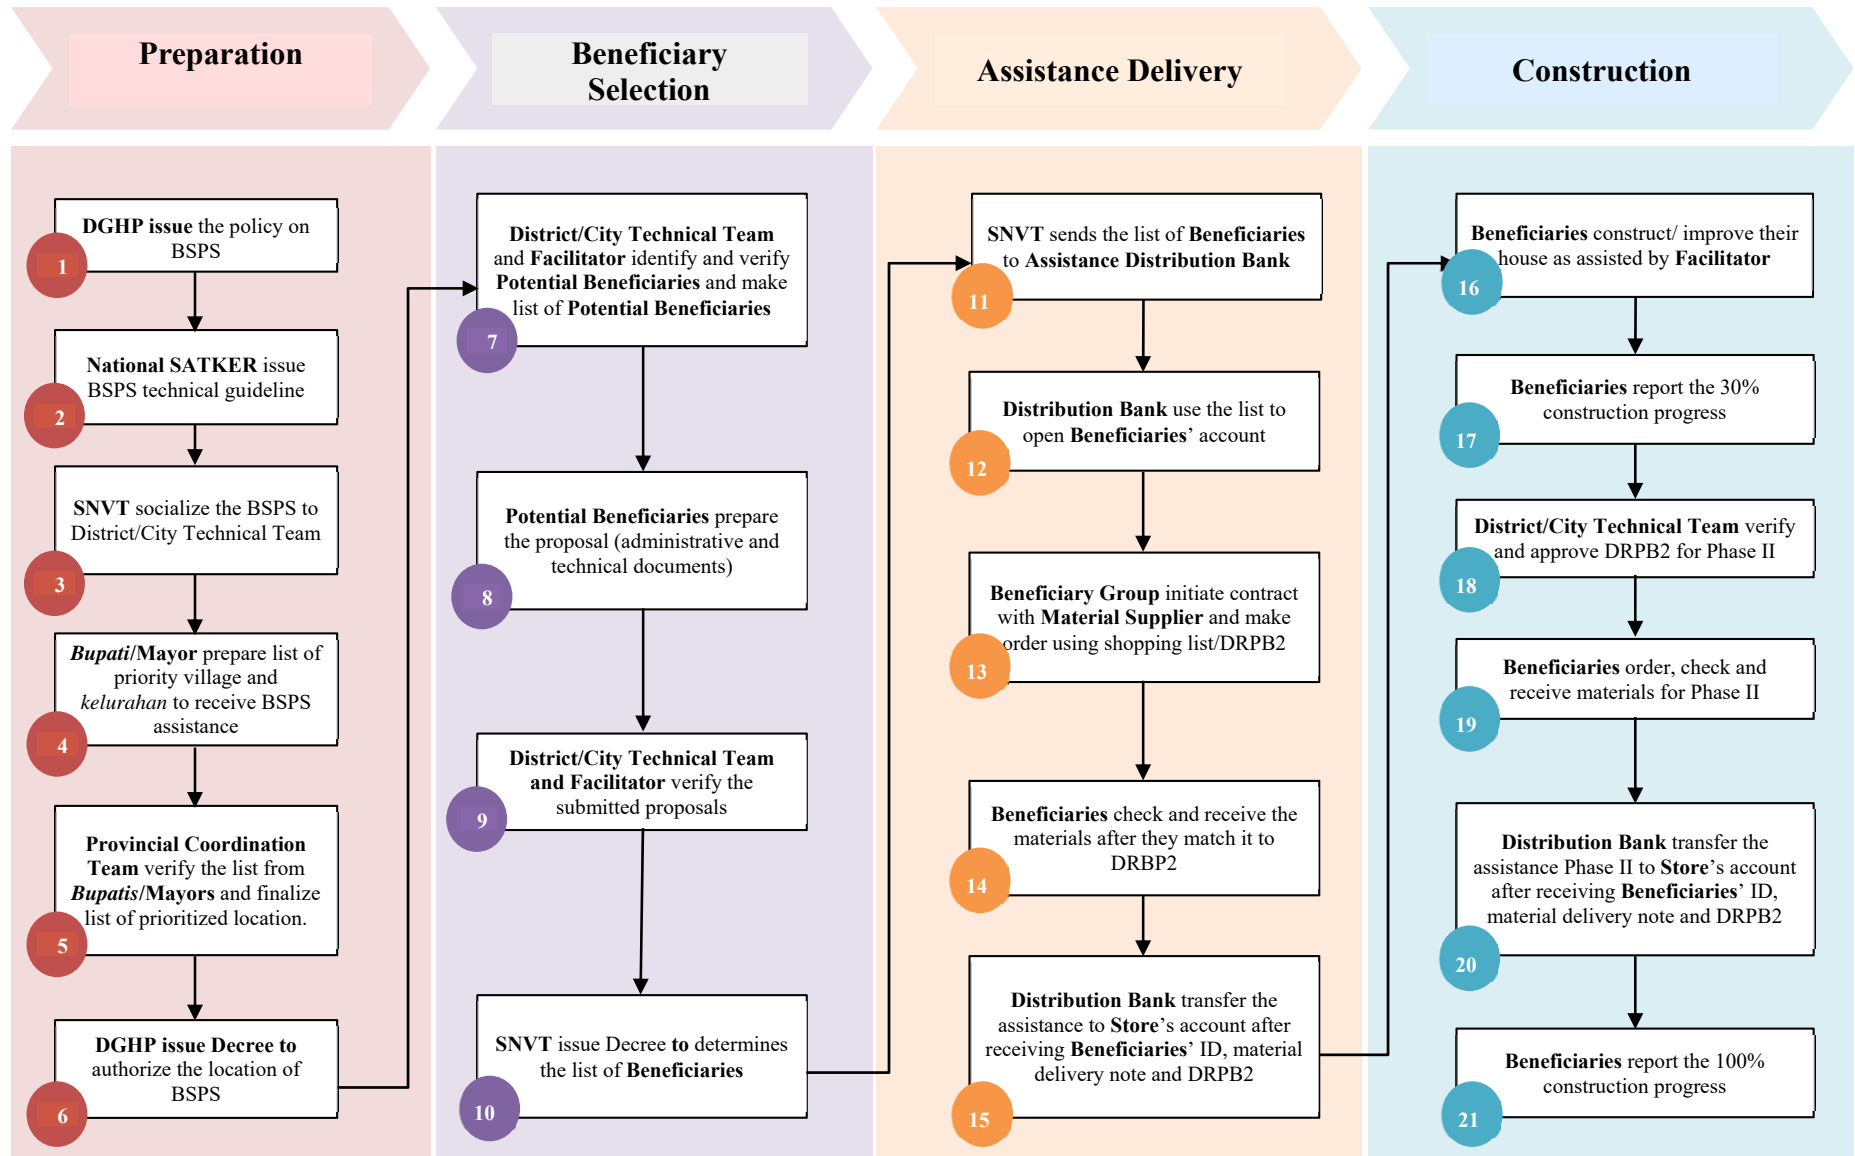 Preparation
Beneficiary
Selection
Assistance Delivery
Construction
DGHP issue the policy on
BSPS
1
National SATKER issue
BSPS technical guideline
2
SNVT socialize the BSPS to
District/City Technical Team
3
Bupati/Mayor prepare list of
priority village and
kelurahan to receive BSPS
assistance
4
Provincial Coordination
Team verify the list from
Bupatis/Mayors and finalize
list of prioritized location.
5
DGHP issue Decree to
authorize the location of
BSPS
6
District/City Technical Team
and Facilitator identify and verify
Potential Beneficiaries and make
list of Potential Beneficiaries
7
Potential Beneficiaries prepare
the proposal (administrative and
technical documents)
8
District/City Technical Team
and Facilitator verify the
submitted proposals
9
SNVT issue Decree to determines
the list of Beneficiaries
10
SNVT sends the list of Beneficiaries
to Assistance Distribution Bank
11
Distribution Bank use the list to
open Beneficiaries' account
12
Beneficiary Group initiate contract
with Material Supplier and make
order using shopping list/DRPB2
13
Beneficiaries check and receive the
materials after they match it to
DRBP2
14
Distribution Bank transfer the
assistance to Store's account after
receiving Beneficiaries' ID, material
delivery note and DRPB2
15
Beneficiaries construct/ improve their
house as assisted by Facilitator
16
Beneficiaries report the 30%
construction progress
17
District/City Technical Team verify
and approve DRPB2 for Phase II
18
Beneficiaries order, check and
receive materials for Phase II
19
Distribution Bank transfer the
assistance Phase II to Store's account
after receiving Beneficiaries' ID,
material delivery note and DRPB2
20
Beneficiaries report the 100%
construction progress
21